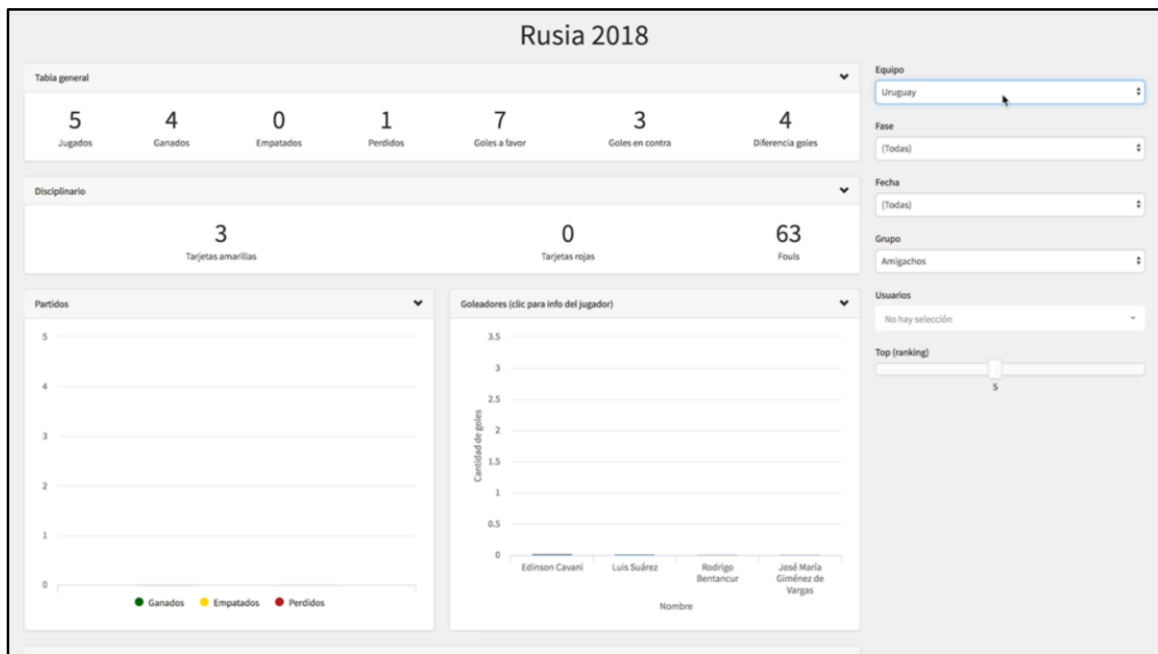 Rusia 2018
Tabla general
5 4 0 1 7 3 4
Jugados Ganados Empatados Perdidos Goles a favor Goles en contra Diferencia goles
Disciplinario
3 0 63
Tarjetas amarillas Tarjetas rojas Fouls
Partidos
5
4
3
2
1
0
Ganados Empatados Perdidos
Goleadores (clic para info del jugador)
Cantidad de goles
3.5
3
2.5
2
1.5
1
0.5
0
Edinson Cavani Luis Suárez Rodrigo José María
Bentancur Giménez de
Vargas
Nombre
Equipo
Uruguay
Fase
(Todas)
Fecha
(Todas)
Grupo
Amigachos
Usuarios
No hay selección
Top (ranking)
5